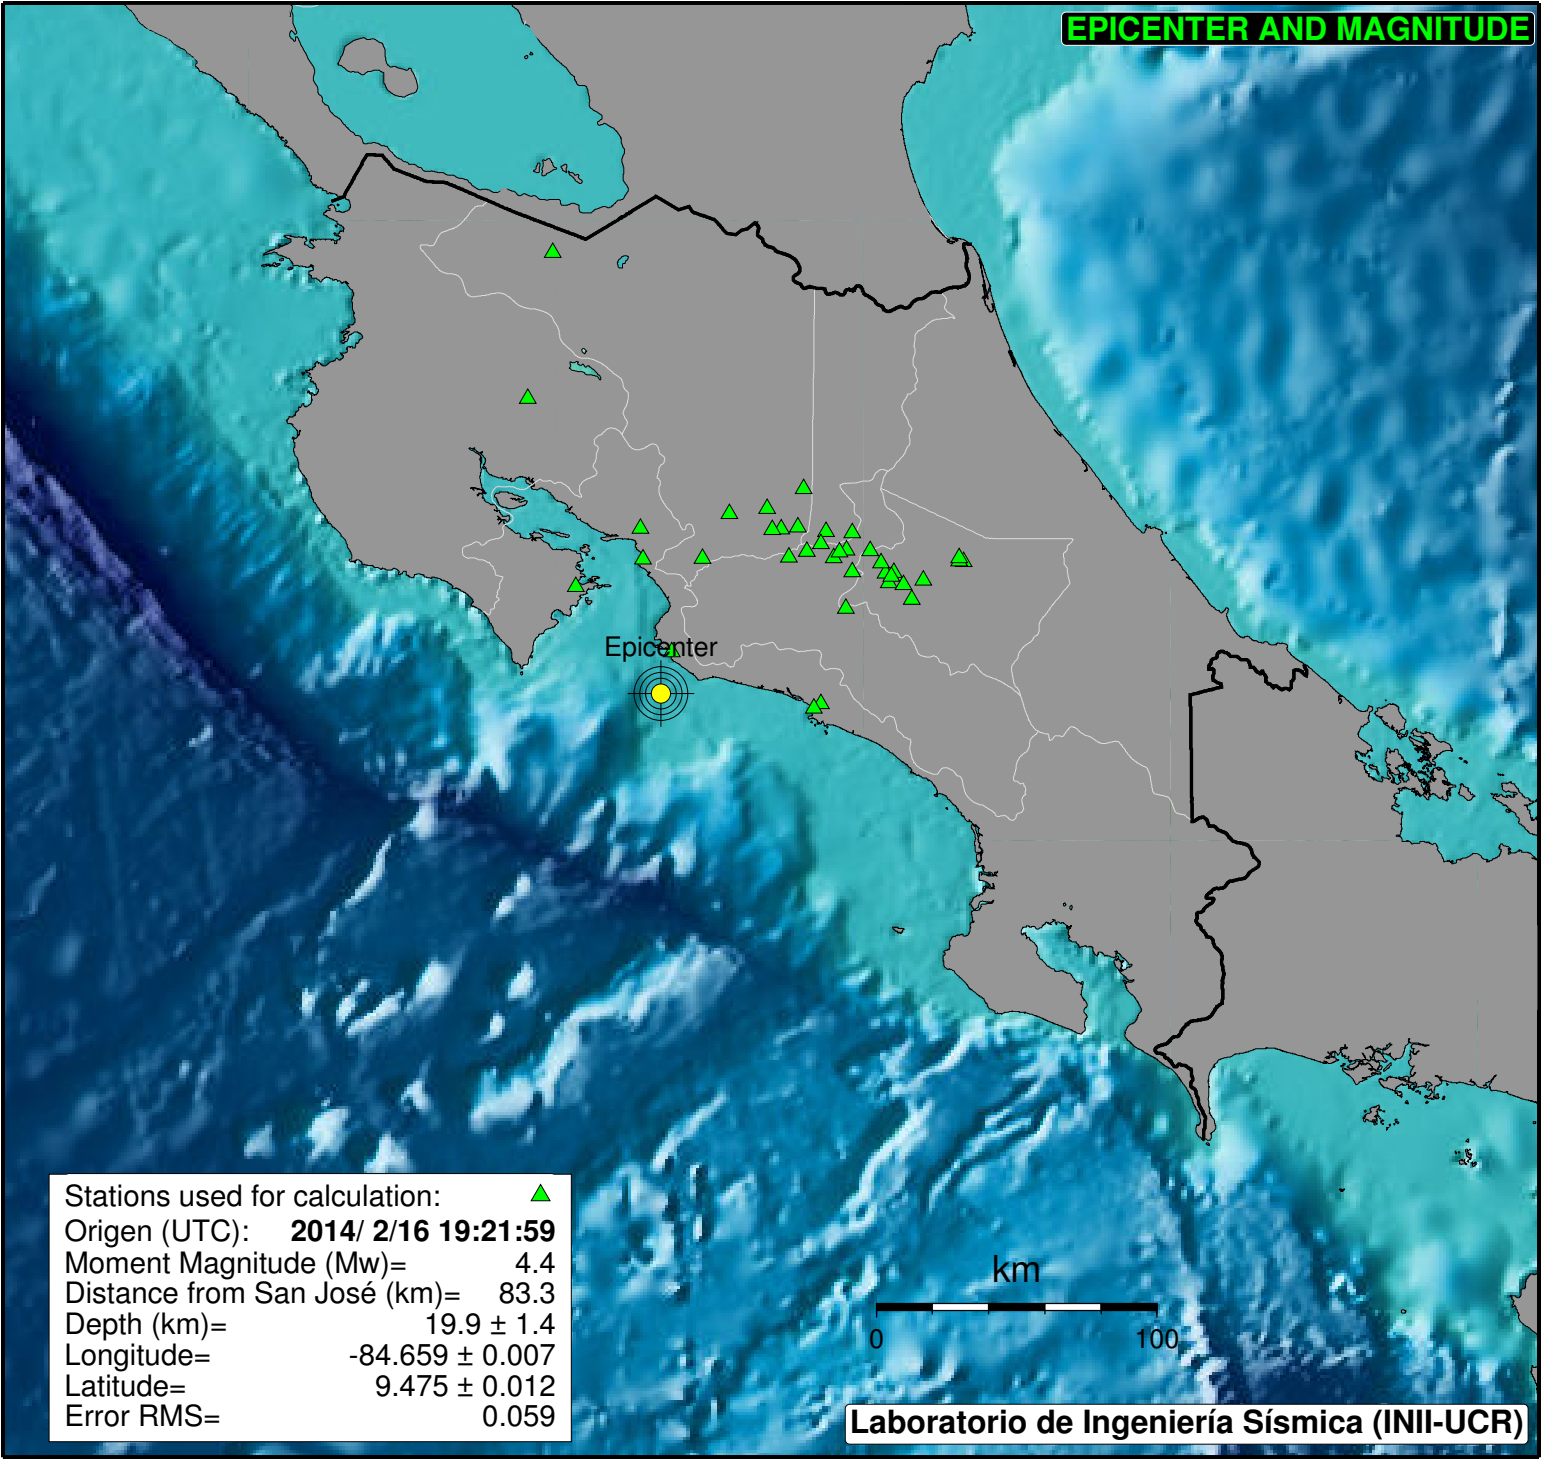 EPICENTER AND MAGNITUDE
Epicenter
Stations used for calculation:
Origen (UTC): 2014/ 2/16 19:21:59
Moment Magnitude (Mw)= 4.4
Distance from San José (km)= 83.3
Depth (km)= 19.9 ± 1.4
Longitude= -84.659 ± 0.007
Latitude= 9.475 ± 0.012
Error RMS= 0.059
km
0 100
Laboratorio de Ingeniería Sísmica (INII-UCR)